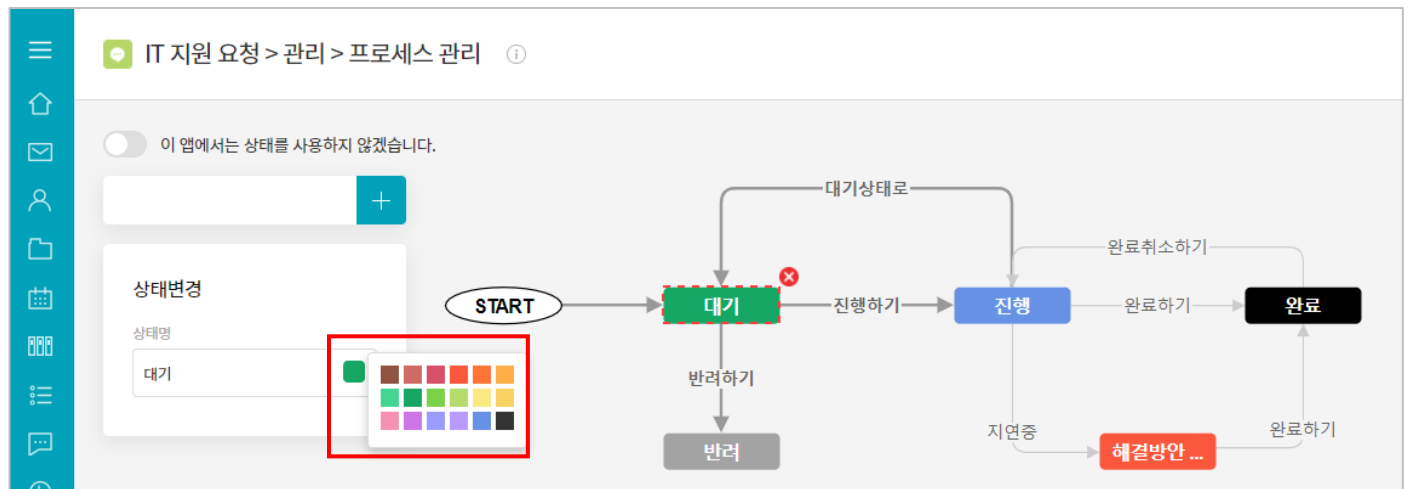 IT 지원 요청 > 관리 > 프로세스 관리
이 앱에서는 상태를 사용하지 않겠습니다.
상태변경
상태명
대기
대기상태로
완료취소하기
START
대기
진행하기
진행
완료하기
완료
반려하기
반려
지연중
해결방안 ...
완료하기